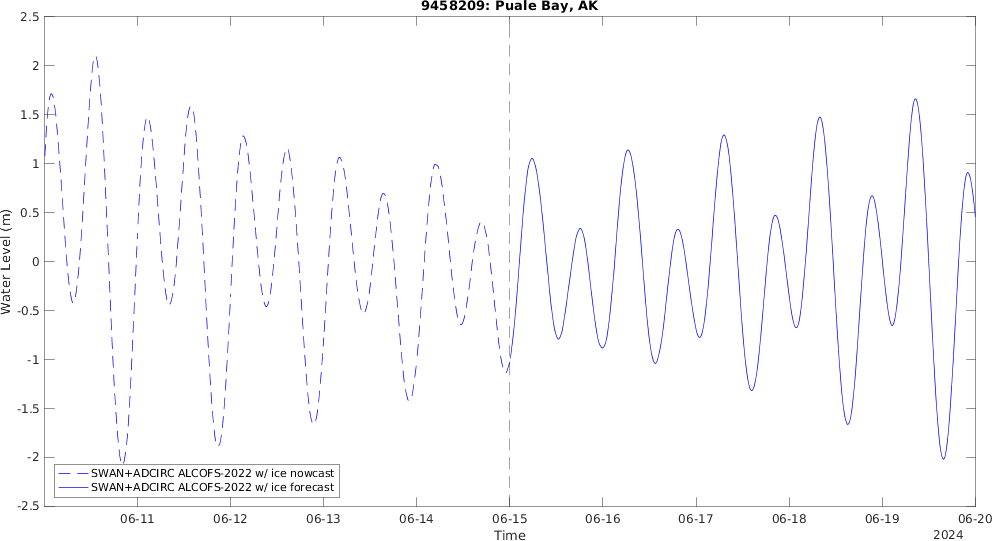 9458209: Puale Bay, AK
2.5
2
1.5
1
0.5
0
-0.5
-1
-1.5
-2
-2.5
Water Level (m)
SWAN+ADCIRC ALCOFS-2022 w/ ice nowcast
SWAN+ADCIRC ALCOFS-2022 w/ ice forecast
06-11 06-12 06-13 06-14 06-15 06-16 06-17 06-18 06-19 06-20
Time
2024